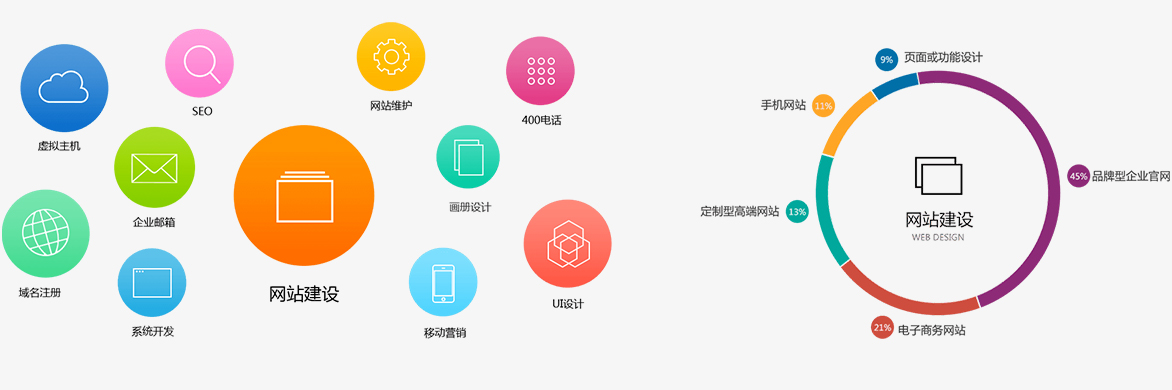 SEO
网站维护
400电话
虚拟主机
企业邮箱
画册设计
域名注册
网站建设
UI设计
系统开发
移动营销
9% 页面或功能设计
手机网站 11%
45% 品牌型企业官网
定制型高端网站 13%
网站建设
WEB DESIGN
21% 电子商务网站